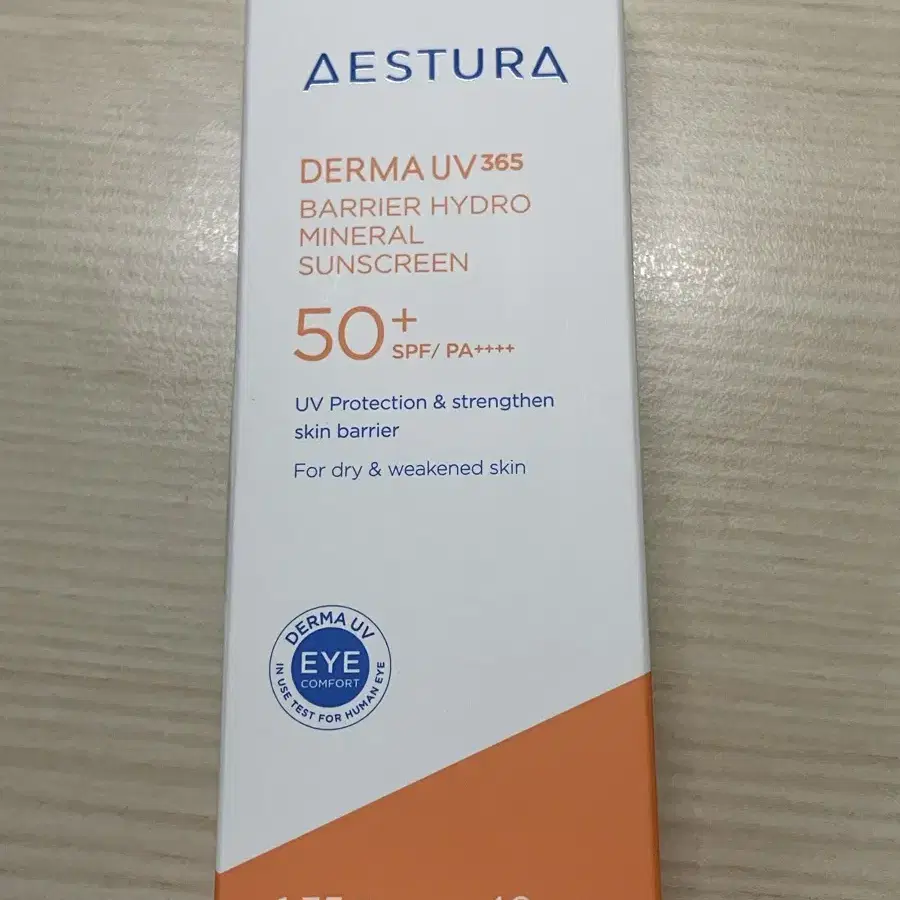 AESTURA
DERMA UV365
BARRIER HYDRO
MINERAL
SUNSCREEN
50+
SPF/ PA++++
UV Protection & strengthen
skin barrier
For dry & weakened skin
DERMA UV
EYE
COMFORT
IN USE TEST FOR HUMAN EYE